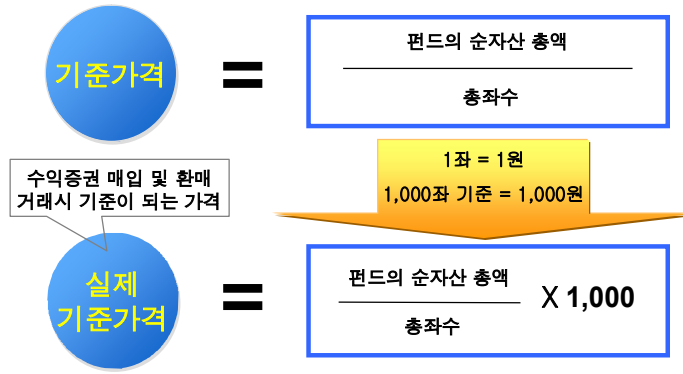 기준가격
=
펀드의 순자산 총액
총좌수
1좌 = 1원
1,000좌 기준 = 1,000원
수익증권 매입 및 환매
거래시 기준이 되는 가격
실제
기준가격
=
펀드의 순자산 총액
총좌수
X 1,000